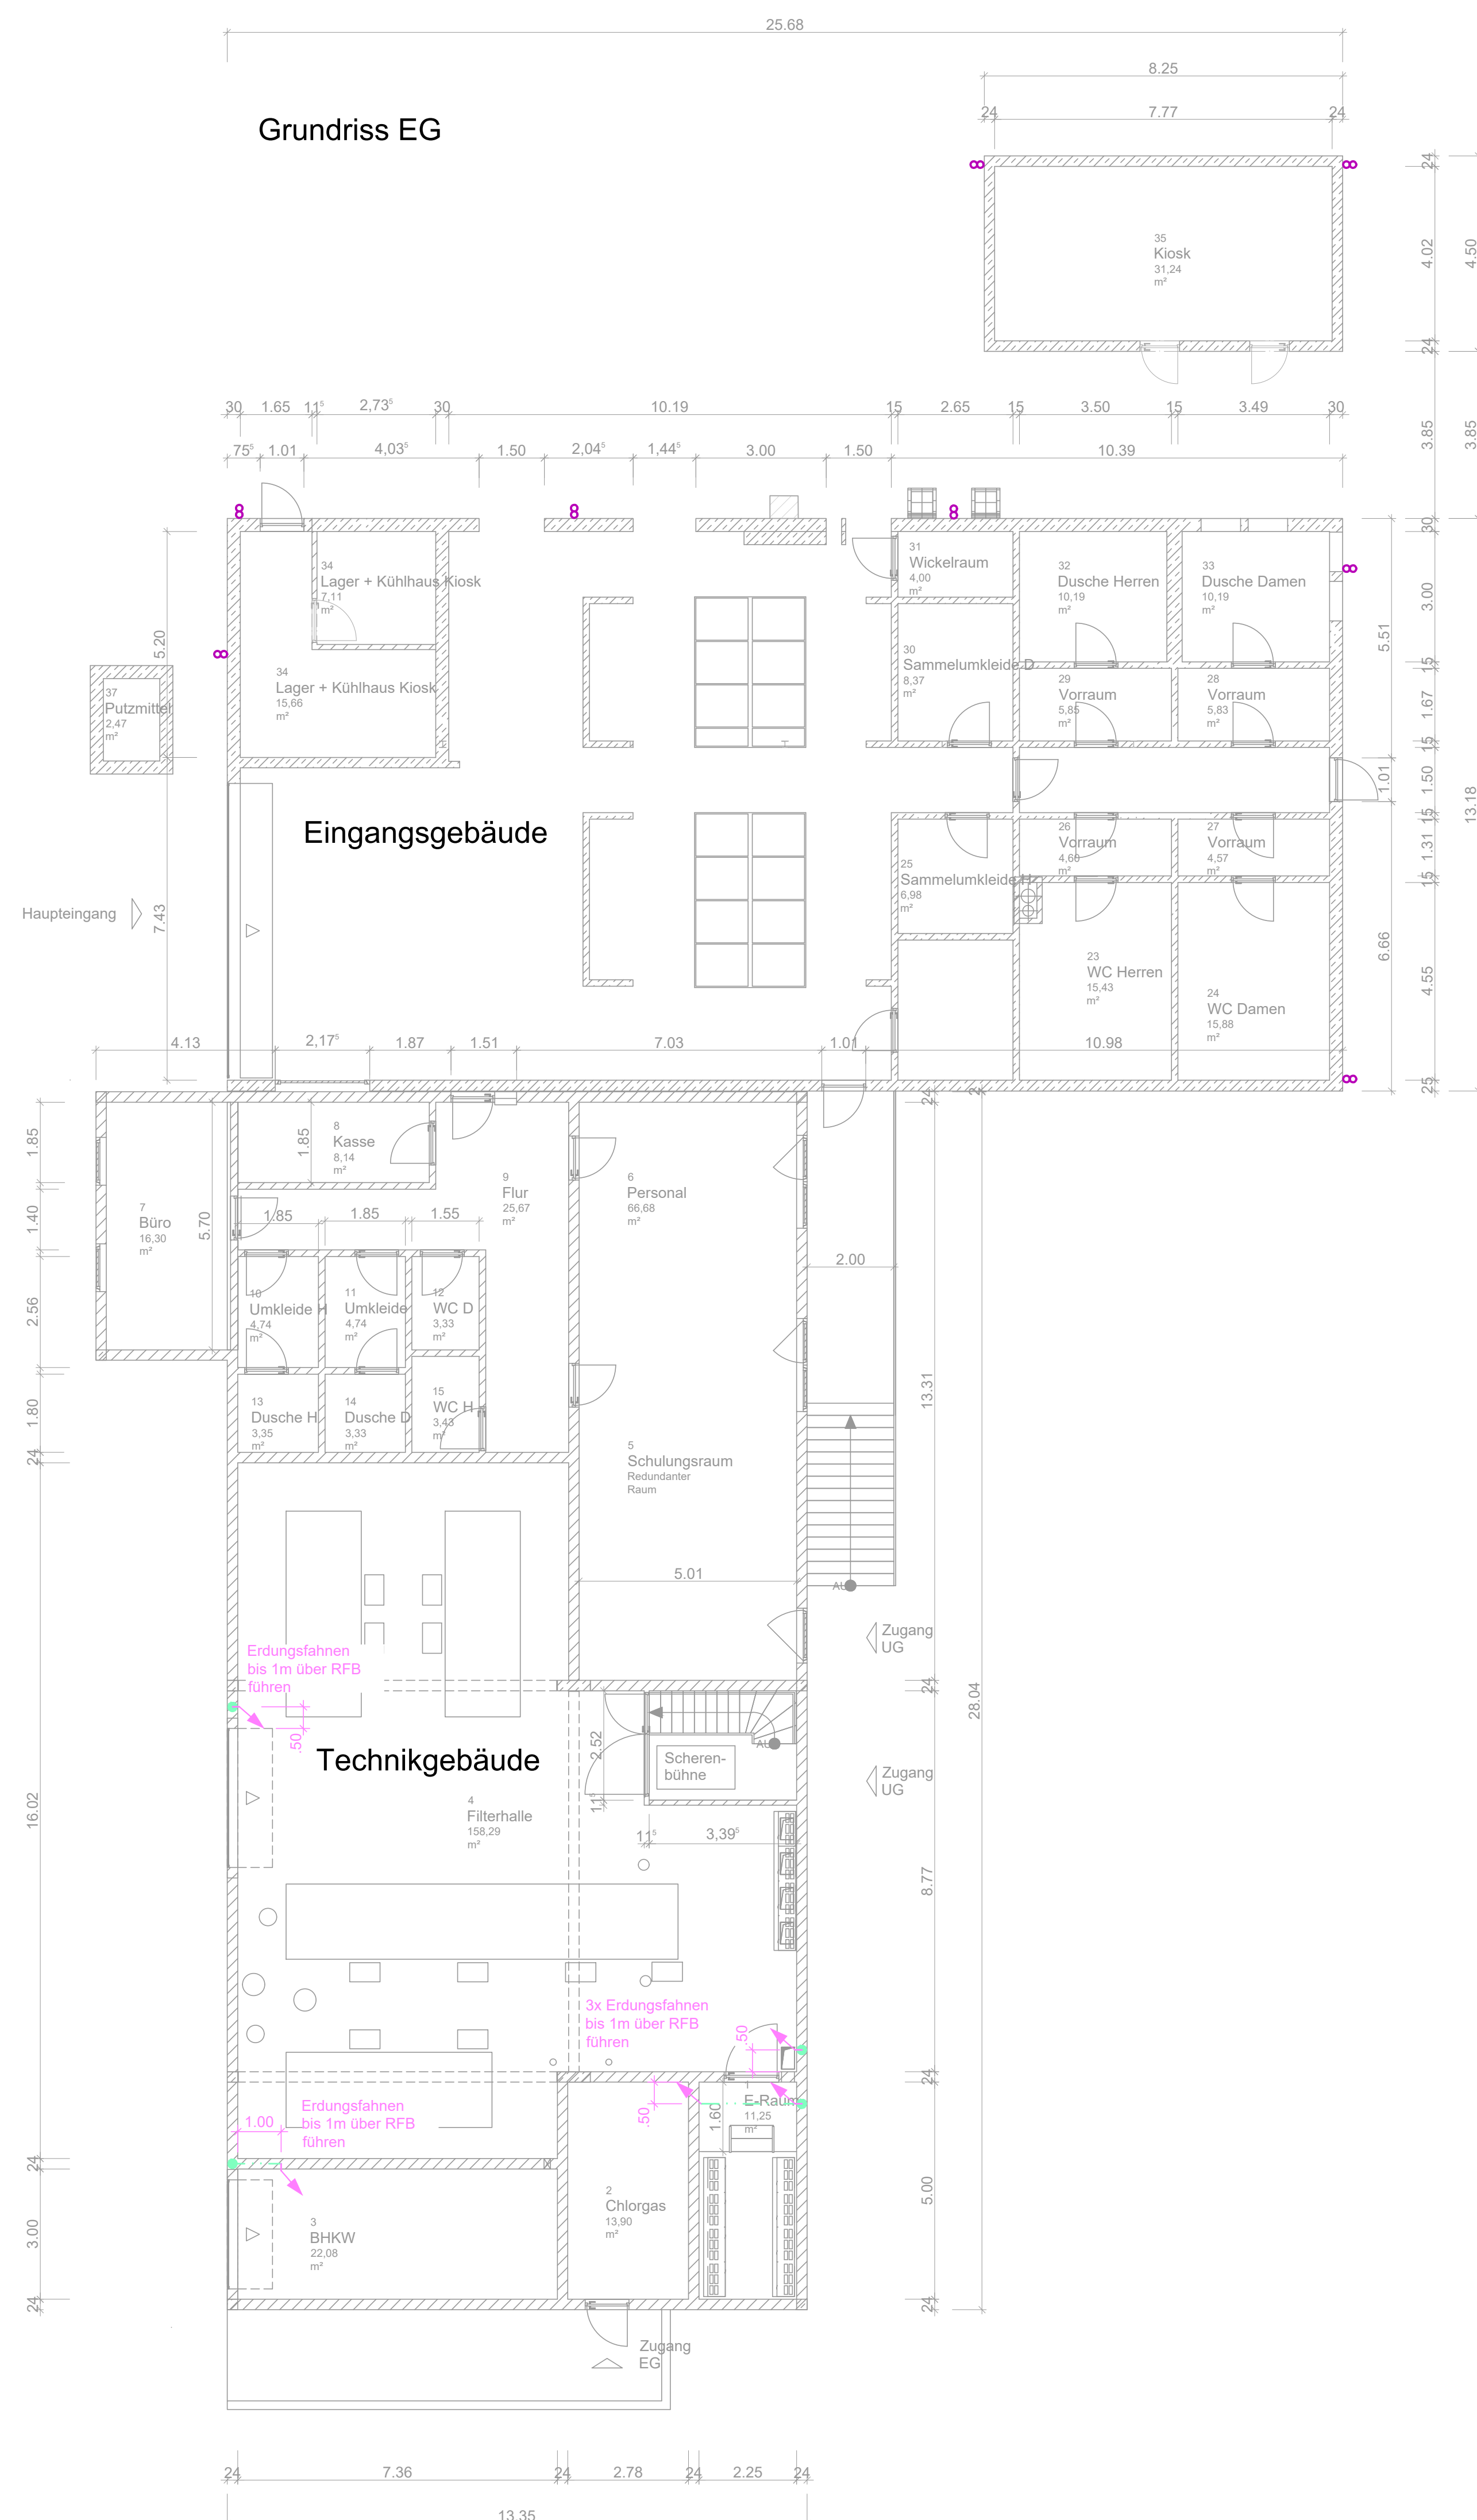 25.68
8.25
24
7.77
24
Grundriss EG
24
4.02
4.50
24
35
Kiosk
31,24
m²
3.85
3.85
30
1.65
11⁵
2,73⁵
30
10.19
15
2.65
15
3.50
15
3.49
30
75⁵
1.01
4,03⁵
1.50
2,04⁵
1,44⁵
3.00
1.50
10.39
30
3.00
5.51
15
1.67
15
1.01
1.50
13.18
15
1.31
15
6.66
4.55
25
5.20
7.43
34
Lager + Kühlhaus Kiosk
7,11
m²
34
Lager + Kühlhaus Kiosk
15,66
m²
37
Putzmittel
2,47
m²
31
Wickelraum
4,00
m²
32
Dusche Herren
10,19
m²
33
Dusche Damen
10,19
m²
30
Sammelumkleide D
8,37
m²
29
Vorraum
5,85
m²
28
Vorraum
5,83
m²
Eingangsgebäude
Haupteingang
26
Vorraum
4,60
m²
27
Vorraum
4,57
m²
25
Sammelumkleide H
6,98
m²
23
WC Herren
15,43
m²
24
WC Damen
15,88
m²
4.13
2,17⁵
1.87
1.51
7.03
1.01
10.98
24
2
1.85
1.40
2.56
1.80
24
16.02
24
3.00
24
1.85
5.70
8
Kasse
8,14
m²
9
Flur
25,67
m²
6
Personal
66,68
m²
7
Büro
16,30
m²
1.85
1.85
1.55
2.00
10
Umkleide H
4,74
m²
11
Umkleide
4,74
m²
12
WC D
3,33
m²
13
Dusche H
3,35
m²
14
Dusche D
3,33
m²
15
WC H
3,43
m²
5
Schulungsraum
Redundanter
Raum
13.31
5.01
AU
Zugang
UG
24
28.04
Erdungsfahnen
bis 1m über RFB
führen
.50
Technikgebäude
2.52
11⁵
AU
Scheren-
bühne
Zugang
UG
4
Filterhalle
158,29
m²
11⁵
3,39⁵
8.77
3x Erdungsfahnen
bis 1m über RFB
führen
.50
24
Erdungsfahnen
bis 1m über RFB
führen
1.00
.50
1.60
1
E-Raum
11,25
m²
2
Chlorgas
13,90
m²
3
BHKW
22,08
m²
5.00
24
Zugang
EG
24
7.36
24
2.78
24
2.25
24
13.35